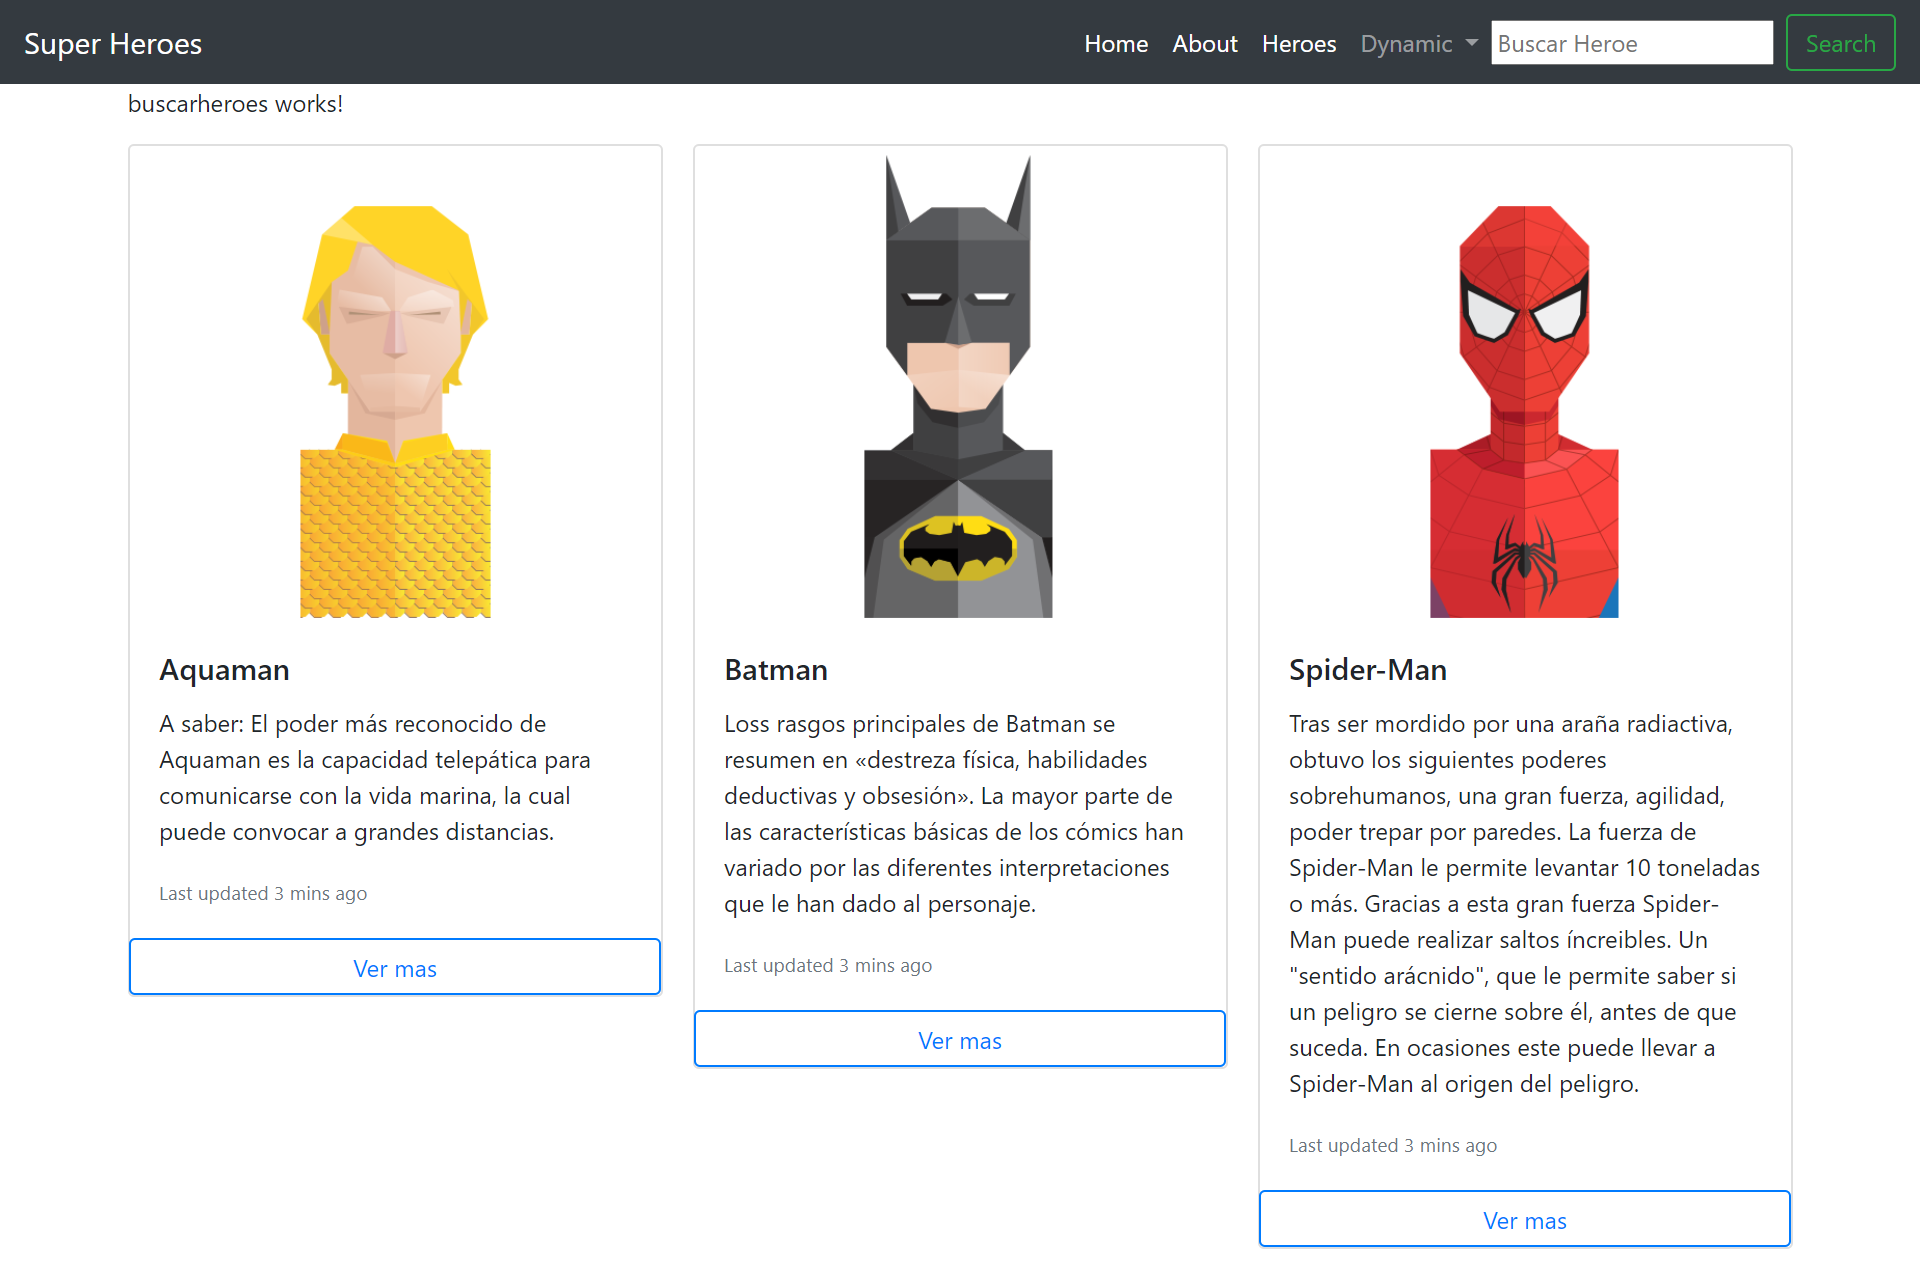 Super Heroes
Home About Heroes Dynamic Buscar Heroe Search
buscarheroes works!
Aquaman
A saber: El poder más reconocido de
Aquaman es la capacidad telepática para
comunicarse con la vida marina, la cual
puede convocar a grandes distancias.
Last updated 3 mins ago
Ver mas
Batman
Loss rasgos principales de Batman se
resumen en «destreza física, habilidades
deductivas y obsesión». La mayor parte de
las características básicas de los cómics han
variado por las diferentes interpretaciones
que le han dado al personaje.
Last updated 3 mins ago
Ver mas
Spider-Man
Tras ser mordido por una araña radiactiva,
obtuvo los siguientes poderes
sobrehumanos, una gran fuerza, agilidad,
poder trepar por paredes. La fuerza de
Spider-Man le permite levantar 10 toneladas
o más. Gracias a esta gran fuerza Spider-
Man puede realizar saltos íncreibles. Un
"sentido arácnido", que le permite saber si
un peligro se cierne sobre él, antes de que
suceda. En ocasiones este puede llevar a
Spider-Man al origen del peligro.
Last updated 3 mins ago
Ver mas